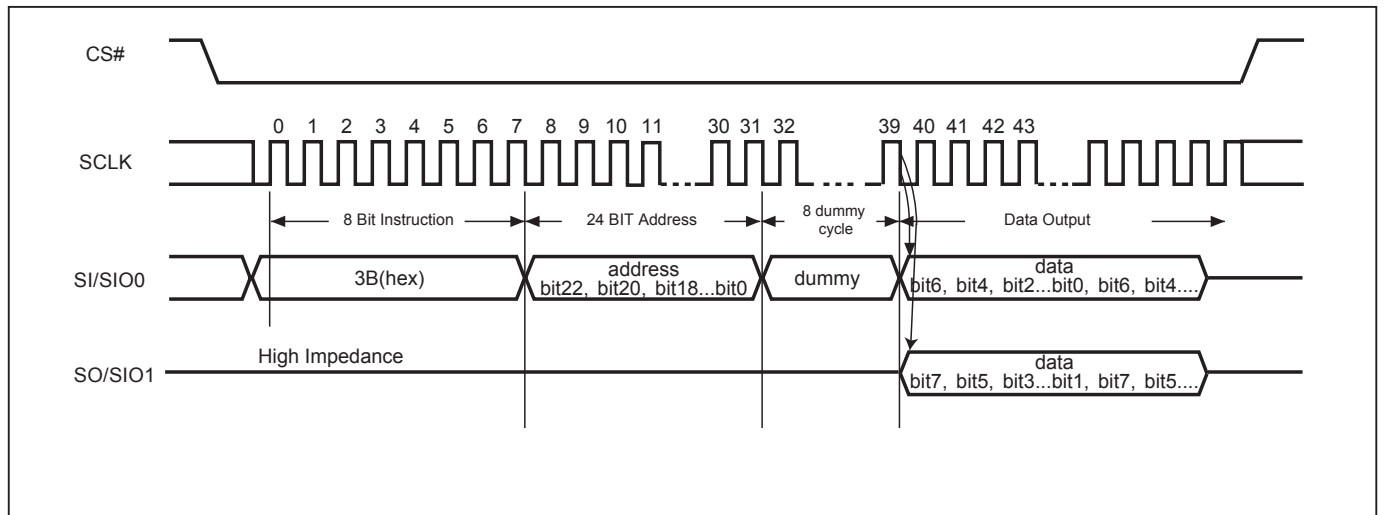 CS#
0 1 2 3 4 5 6 7 8 9 10 11 30 31 32 39 40 41 42 43
SCLK
8 Bit Instruction
24 BIT Address
8 dummy
cycle
Data Output
SI/SIO0
3B(hex)
address
bit22, bit20, bit18...bit0
dummy
data
bit6, bit4, bit2...bit0, bit6, bit4....
High Impedance
SO/SIO1
data
bit7, bit5, bit3...bit1, bit7, bit5....